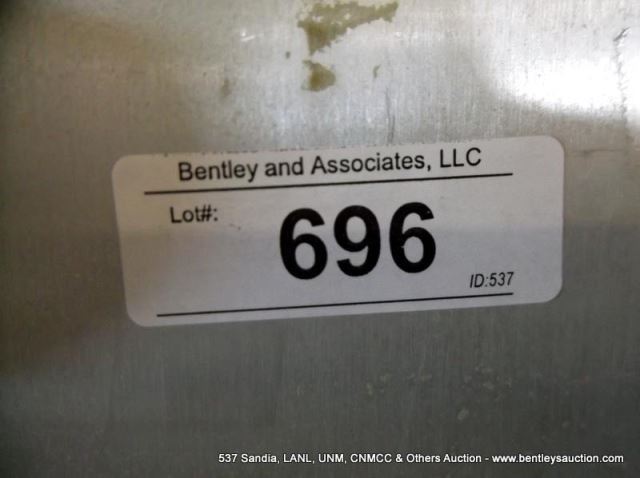 Bentley and Associates, LLC
Lot#:
696
ID:537
537 Sandia, LANL, UNM, CNMCC & Others Auction - www.bentleysauction.com